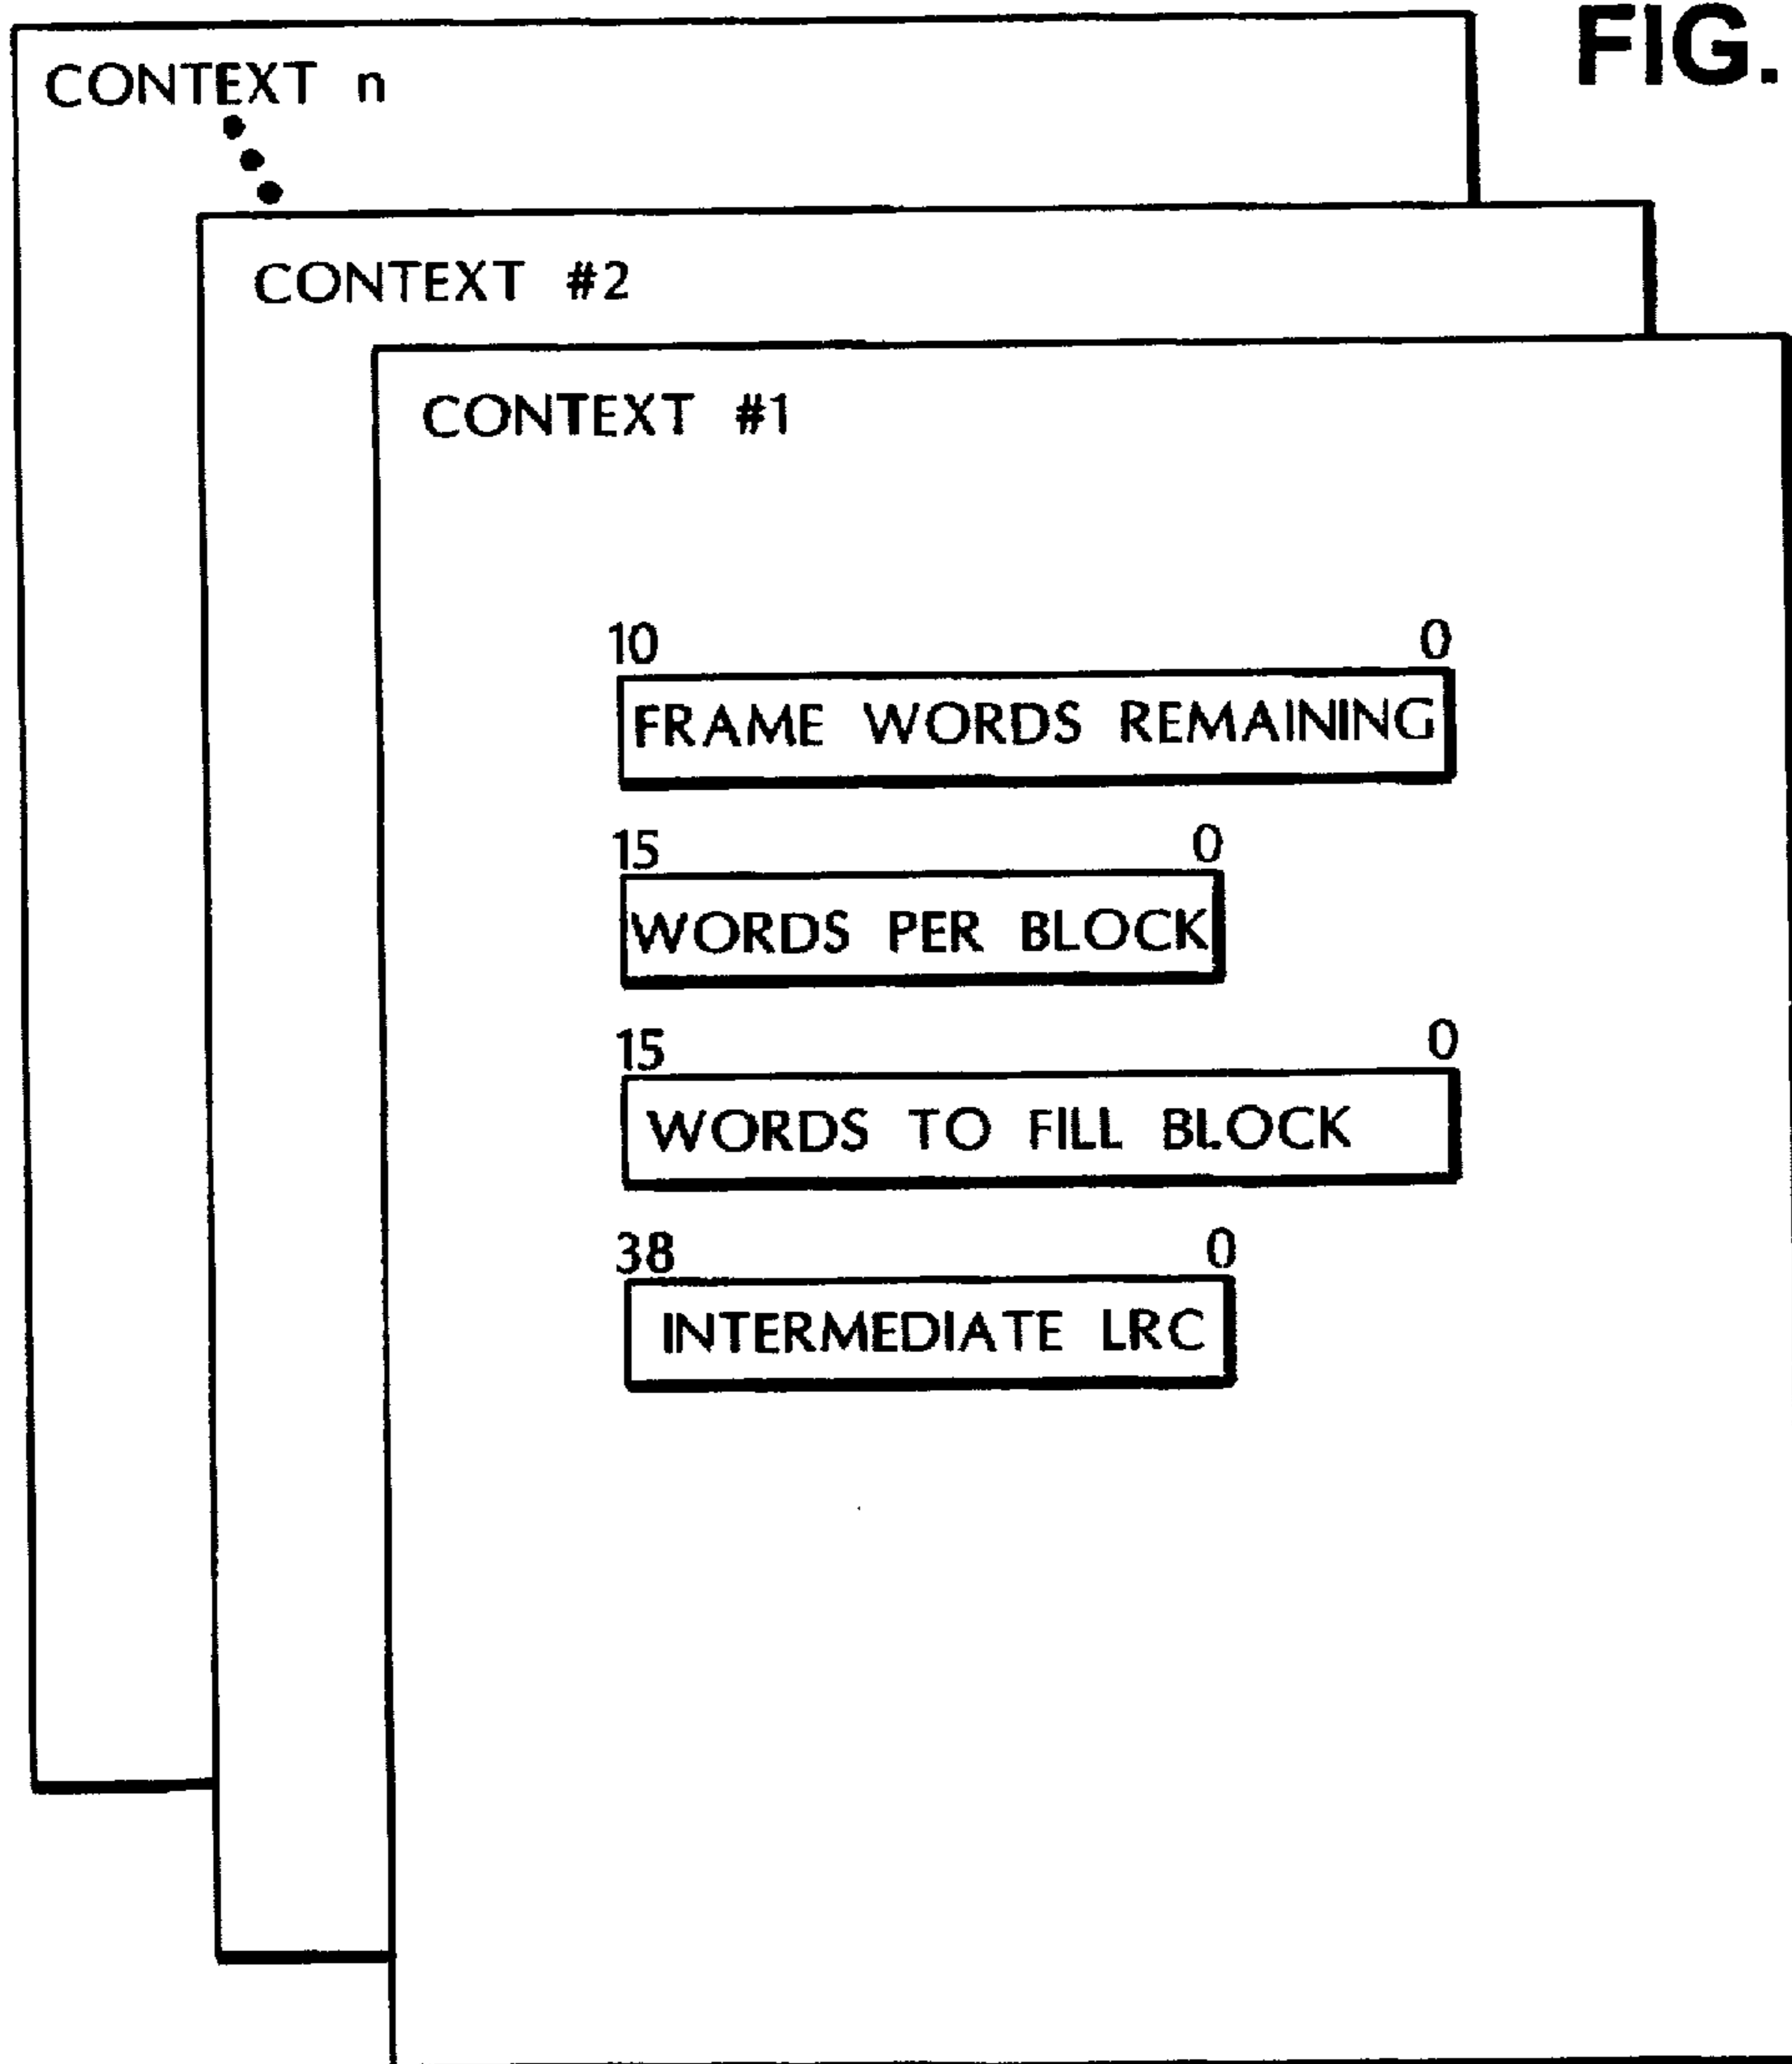 FIG.
CONTEXT n
CONTEXT #2
CONTEXT #1
10 0
FRAME WORDS REMAINING
15 0
WORDS PER BLOCK
15 0
WORDS TO FILL BLOCK
38 0
INTERMEDIATE LRC